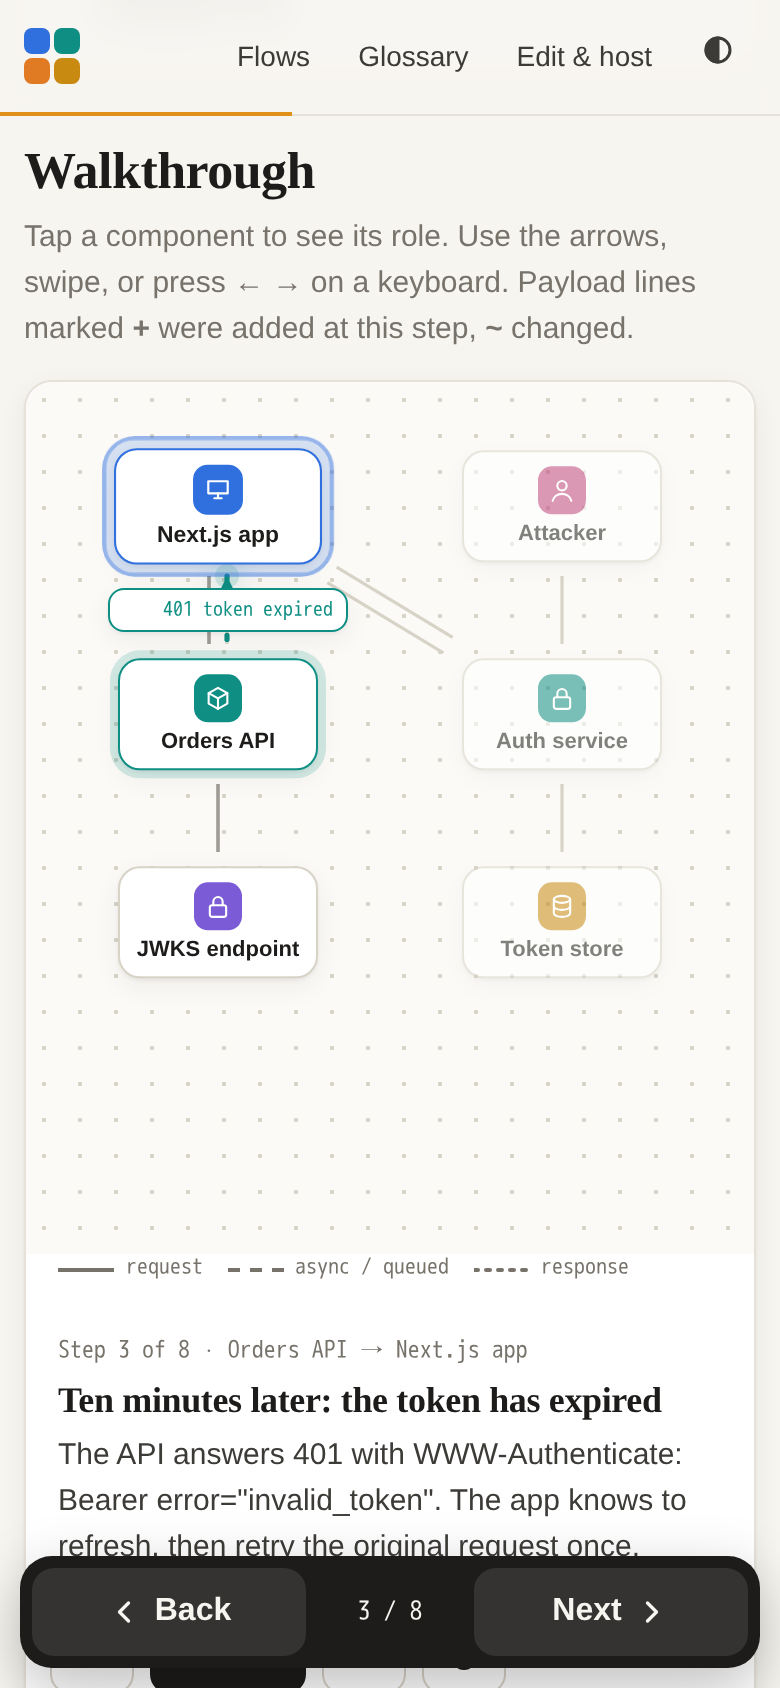 Flows Glossary Edit & host
Walkthrough
Tap a component to see its role. Use the arrows,
swipe, or press ← → on a keyboard. Payload lines
marked + were added at this step, ~ changed.
Next.js app
Attacker
401 token expired
Orders API
Auth service
JWKS endpoint
Token store
request async / queued response
Step 3 of 8 · Orders API → Next.js app
Ten minutes later: the token has expired
The API answers 401 with WWW-Authenticate:
Bearer error="invalid_token". The app knows to
refresh, then retry the original request once.
Back 3 / 8 Next